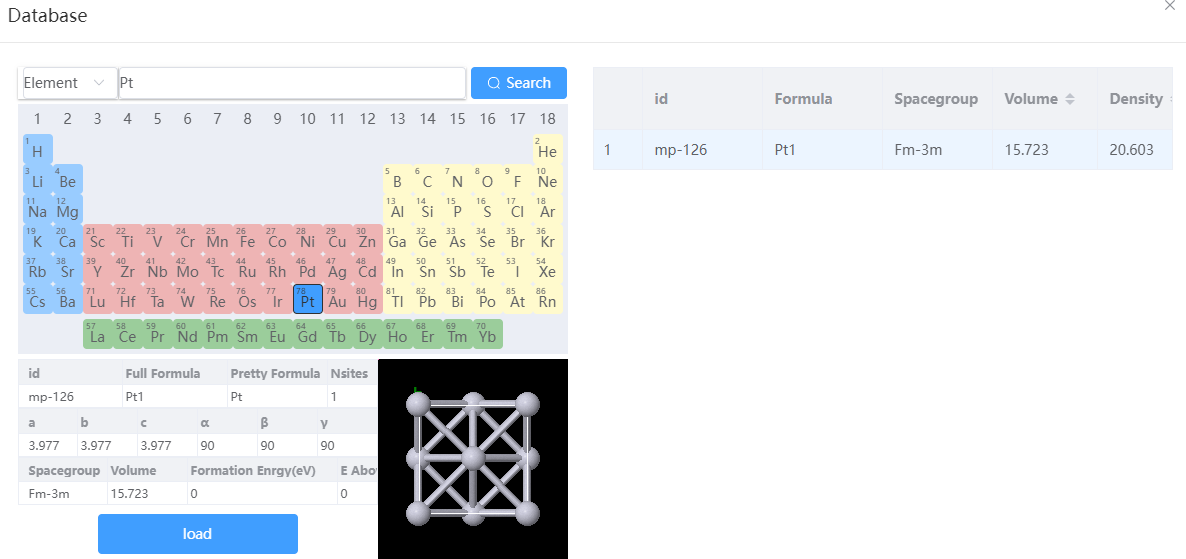 Database
Element Pt Search
1 2 3 4 5 6 7 8 9 10 11 12 13 14 15 16 17 18
1 H 2 He
3 Li 4 Be 5 B 6 C 7 N 8 O 9 F 10 Ne
11 Na 12 Mg 13 Al 14 Si 15 P 16 S 17 Cl 18 Ar
19 K 20 Ca 21 Sc 22 Ti 23 V 24 Cr 25 Mn 26 Fe 27 Co 28 Ni 29 Cu 30 Zn 31 Ga 32 Ge 33 As 34 Se 35 Br 36 Kr
37 Rb 38 Sr 39 Y 40 Zr 41 Nb 42 Mo 43 Tc 44 Ru 45 Rh 46 Pd 47 Ag 48 Cd 49 In 50 Sn 51 Sb 52 Te 53 I 54 Xe
55 Cs 56 Ba 71 Lu 72 Hf 73 Ta 74 W 75 Re 76 Os 77 Ir 78 Pt 79 Au 80 Hg 81 Tl 82 Pb 83 Bi 84 Po 85 At 86 Rn
57 La 58 Ce 59 Pr 60 Nd 61 Pm 62 Sm 63 Eu 64 Gd 65 Tb 66 Dy 67 Ho 68 Er 69 Tm 70 Yb
id Full Formula Pretty Formula Nsites
mp-126 Pt1 Pt 1
a b c α β γ
3.977 3.977 3.977 90 90 90
Spacegroup Volume Formation Enrgy(eV) E Abo
Fm-3m 15.723 0 0
load
id Formula Spacegroup Volume Density
1 mp-126 Pt1 Fm-3m 15.723 20.603